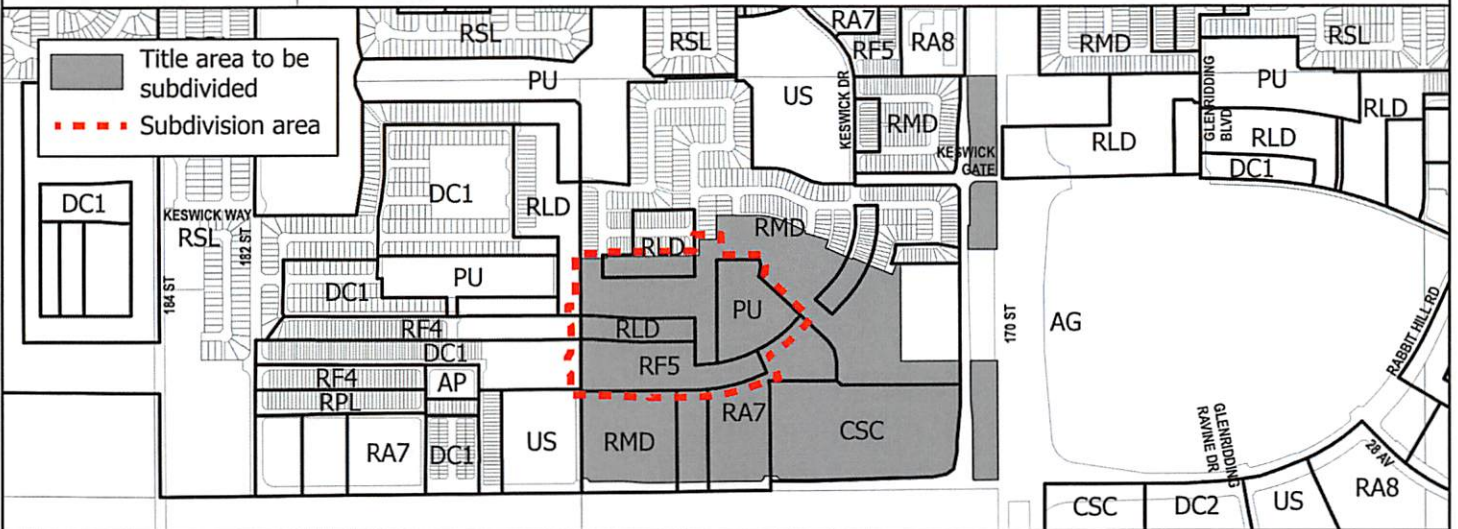 Title area to be
subdivided
Subdivision area
RSL
PU
RSL
US
KESWICK DR
RA7
RF5
RA8
RMD
KESWICK
GATE
RMD
RSL
PU
GLENRIDDING
BLVD
RLD
RLD
RLD
DC1
DC1
KESWICK WAY
RSL
182 ST
184 ST
DC1
RLD
RMD
RLD
PU
DC1
RF4
DC1
RF4
RPL
AP
RA7
DC1
US
RLD
PU
RF5
RMD
RA7
CSC
170 ST
AG
RABBIT HILL RD
GLENRIDDING
RAVINE DR
28 AV
CSC
DC2
US
RA8